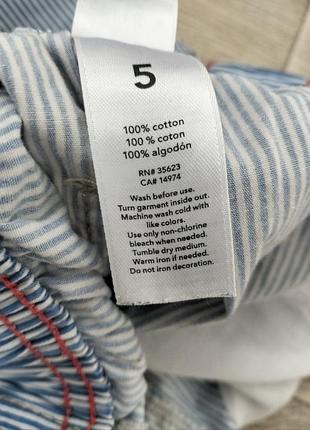 5
100% cotton
100 % coton
100% algodón
RN# 35623
CA# 14974
Wash before use.
Turn garment inside out.
Machine wash cold with
like colors.
Use only non-chlorine
bleach when needed.
Tumble dry medium.
Warm iron if needed.
Do not iron decoration.